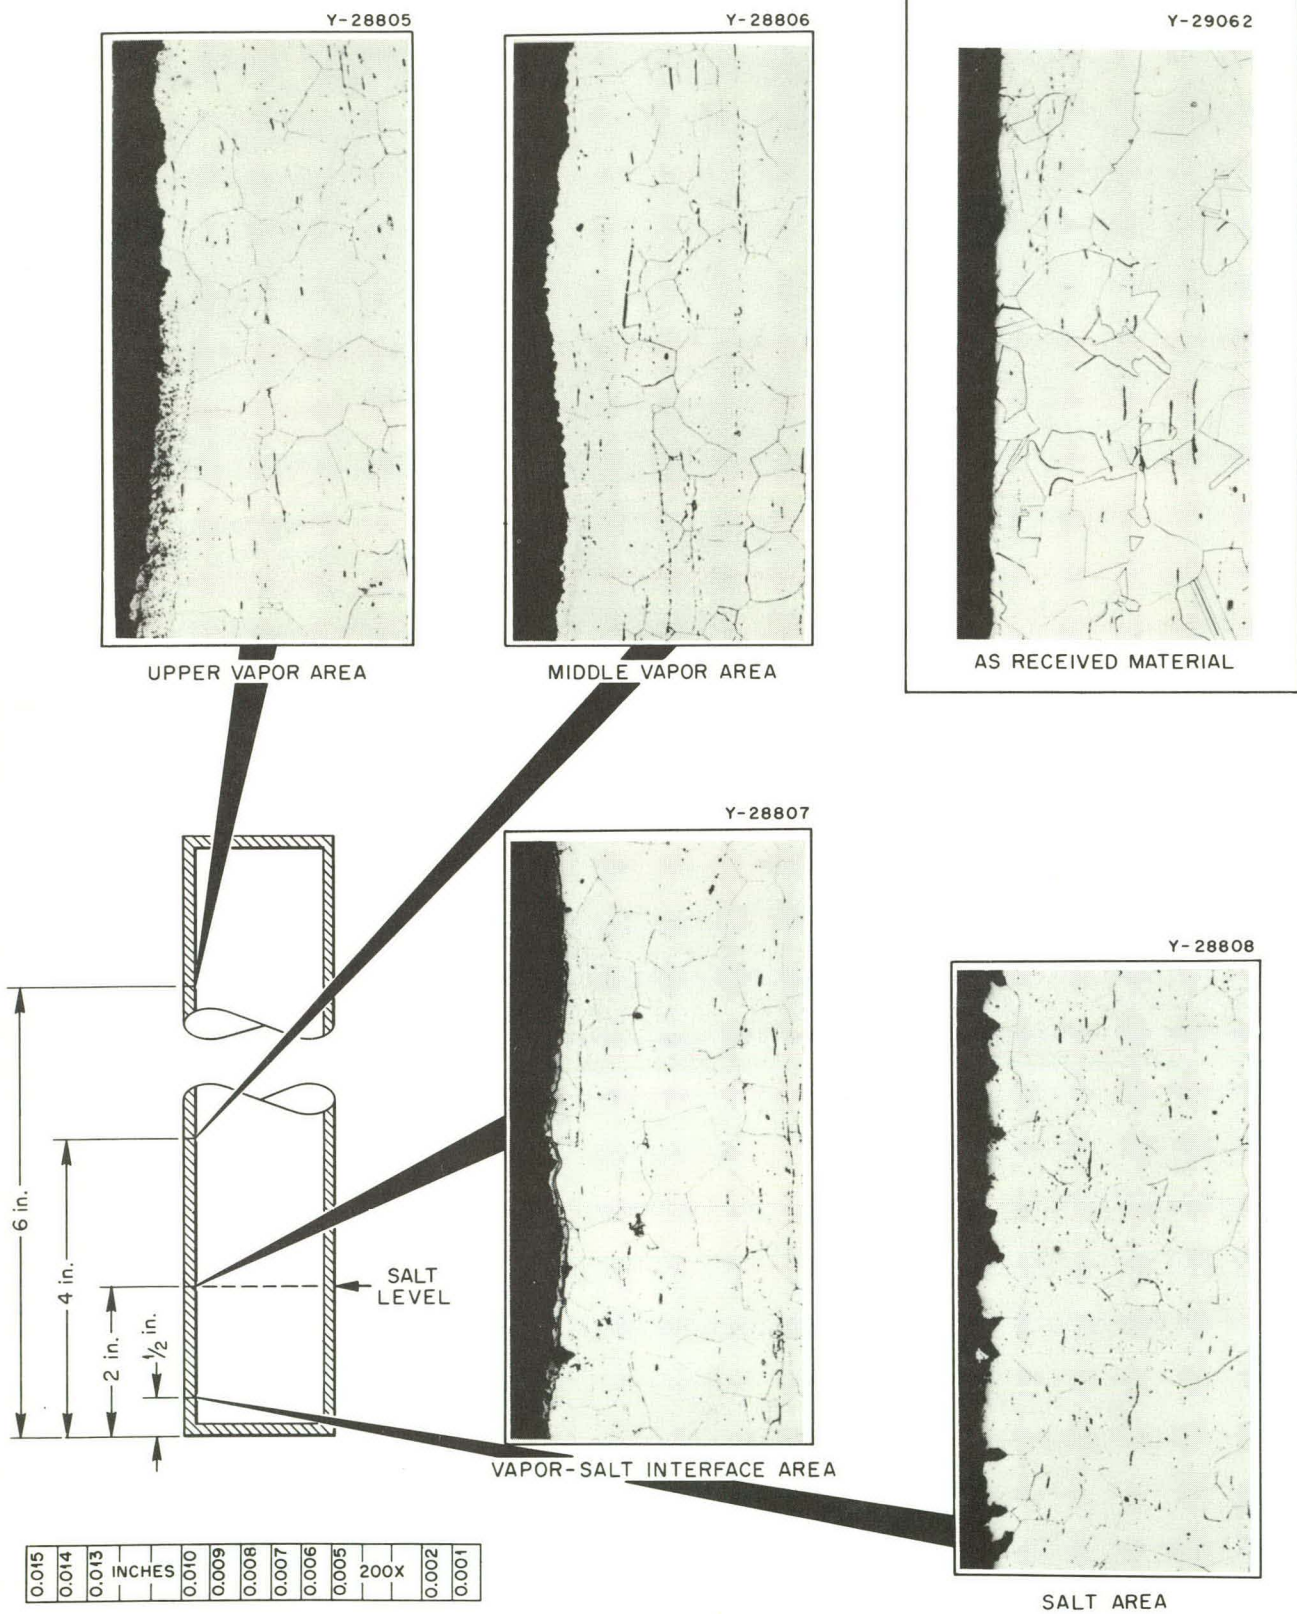 Y-28805
Y-28806
Y-29062
UPPER VAPOR AREA
MIDDLE VAPOR AREA
AS RECEIVED MATERIAL
Y-28807
Y-28808
6 in.
4 in.
2 in.
1/2 in.
SALT
LEVEL
VAPOR-SALT INTERFACE AREA
0.015 0.014 0.013 INCHES 0.010 0.009 0.008 0.007 0.006 0.005 200X 0.002 0.001
SALT AREA